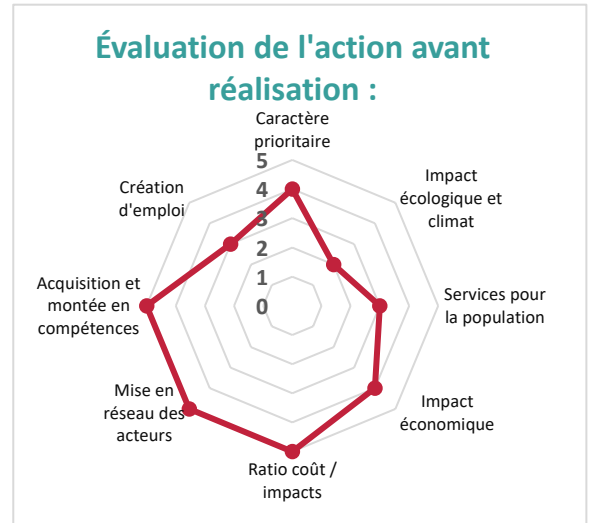 Évaluation de l'action avant
réalisation :
Caractère
prioritaire
5
4
3
2
1
0
Impact
écologique et
climat
Services pour
la population
Impact
économique
Ratio coût /
impacts
Mise en
réseau des
acteurs
Acquisition et
montée en
compétences
Création
d'emploi